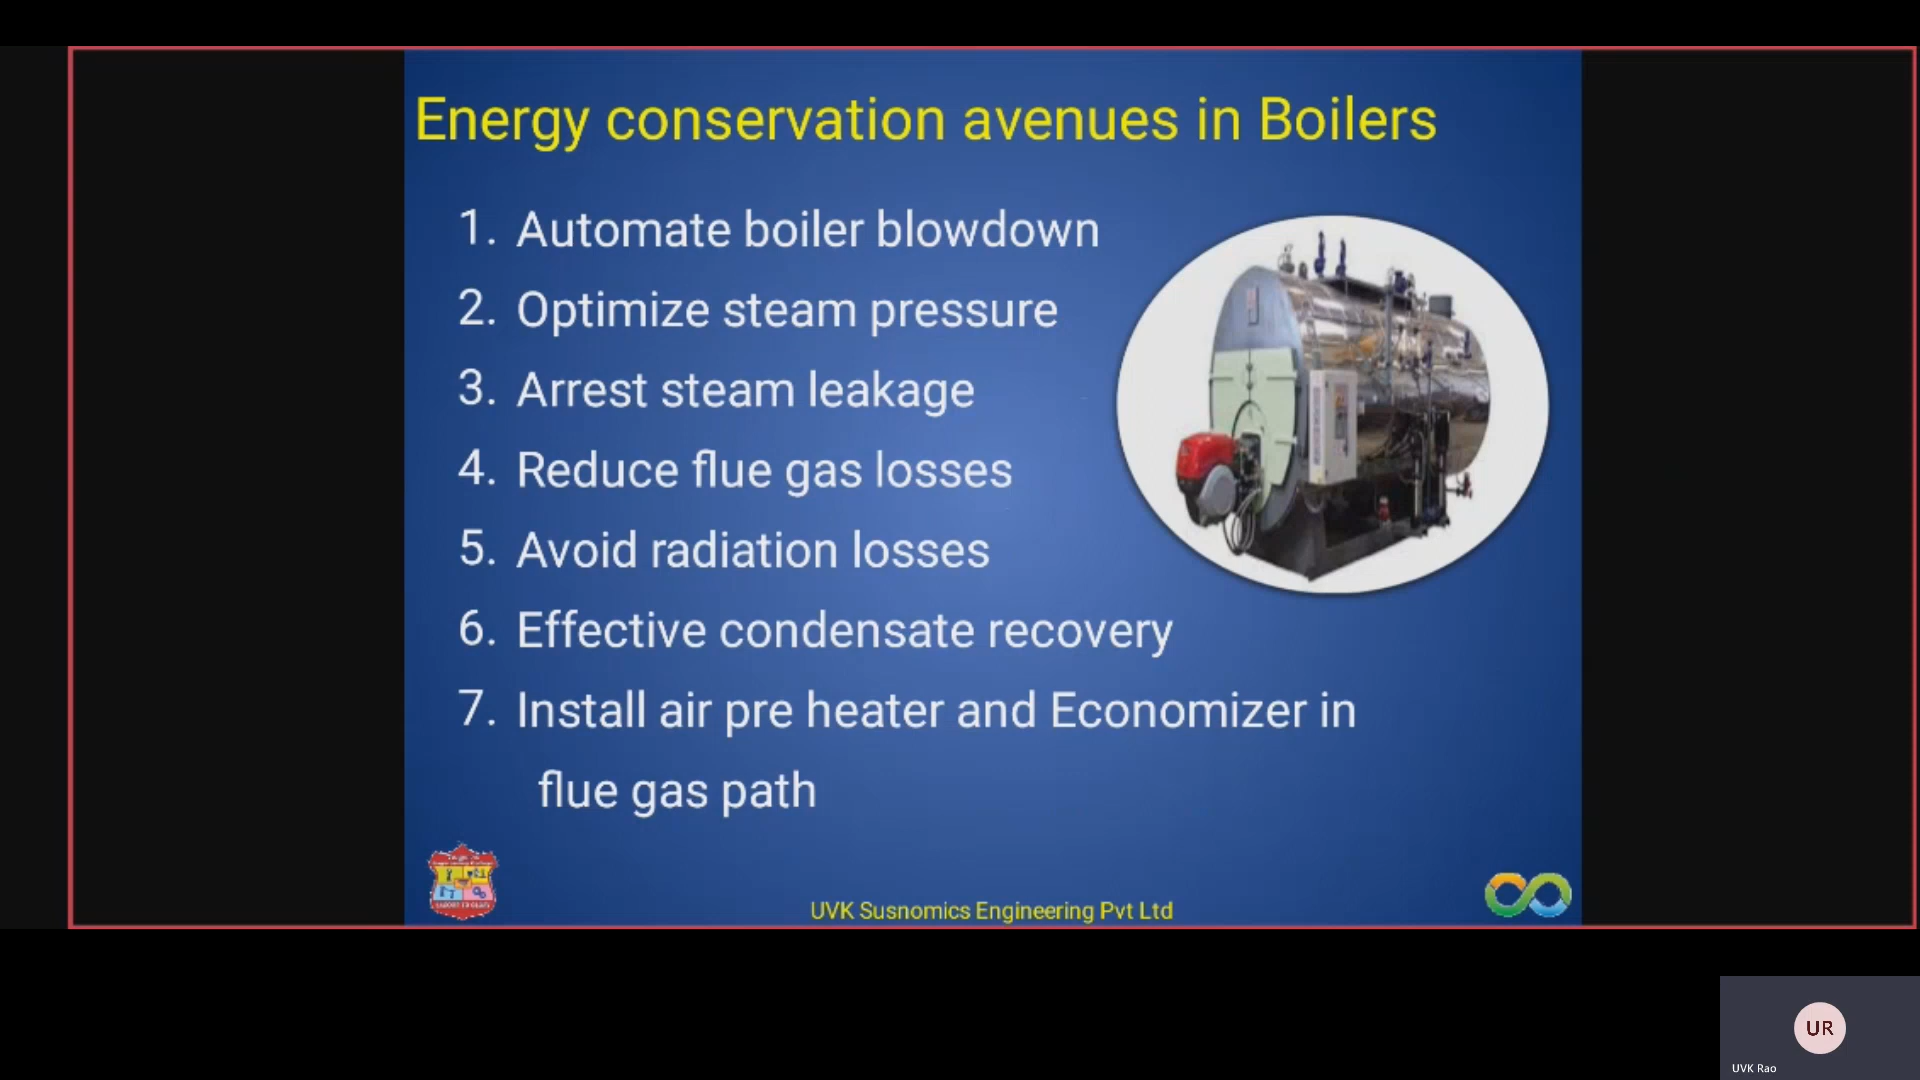 Energy conservation avenues in Boilers
1. Automate boiler blowdown
2. Optimize steam pressure
3. Arrest steam leakage
4. Reduce flue gas losses
5. Avoid radiation losses
6. Effective condensate recovery
7. Install air pre heater and Economizer in
flue gas path
UVK Susnomics Engineering Pvt Ltd
UR
UVK Rao